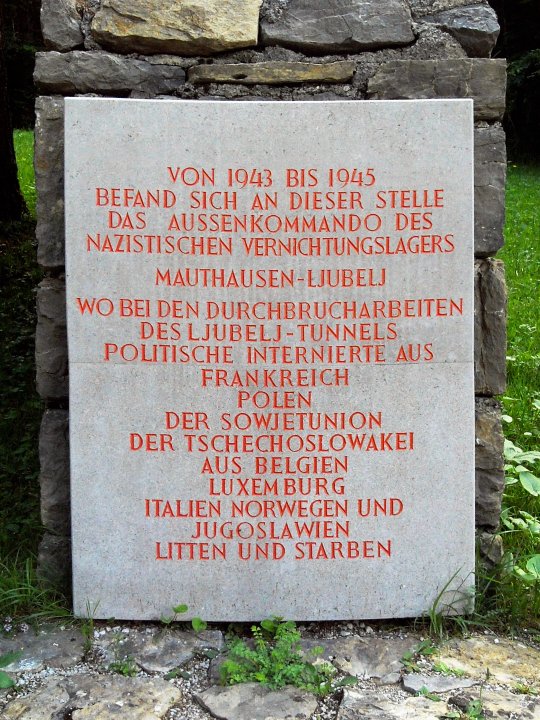 VON 1943 BIS 1945
BEFAND SICH AN DIESER STELLE
DAS AUSSENKOMMANDO DES
NAZISTISCHEN VERNICHTUNGSLAGERS
MAUTHAUSEN-LJUBELJ
WO BEI DEN DURCHBRUCHARBEITEN
DES LJUBELJ-TUNNELS
POLITISCHE INTERNIERTE AUS
FRANKREICH
POLEN
DER SOWJETUNION
DER TSCHECHOSLOWAKEI
AUS BELGIEN
LUXEMBURG
ITALIEN NORWEGEN UND
JUGOSLAWIEN
LITTEN UND STARBEN